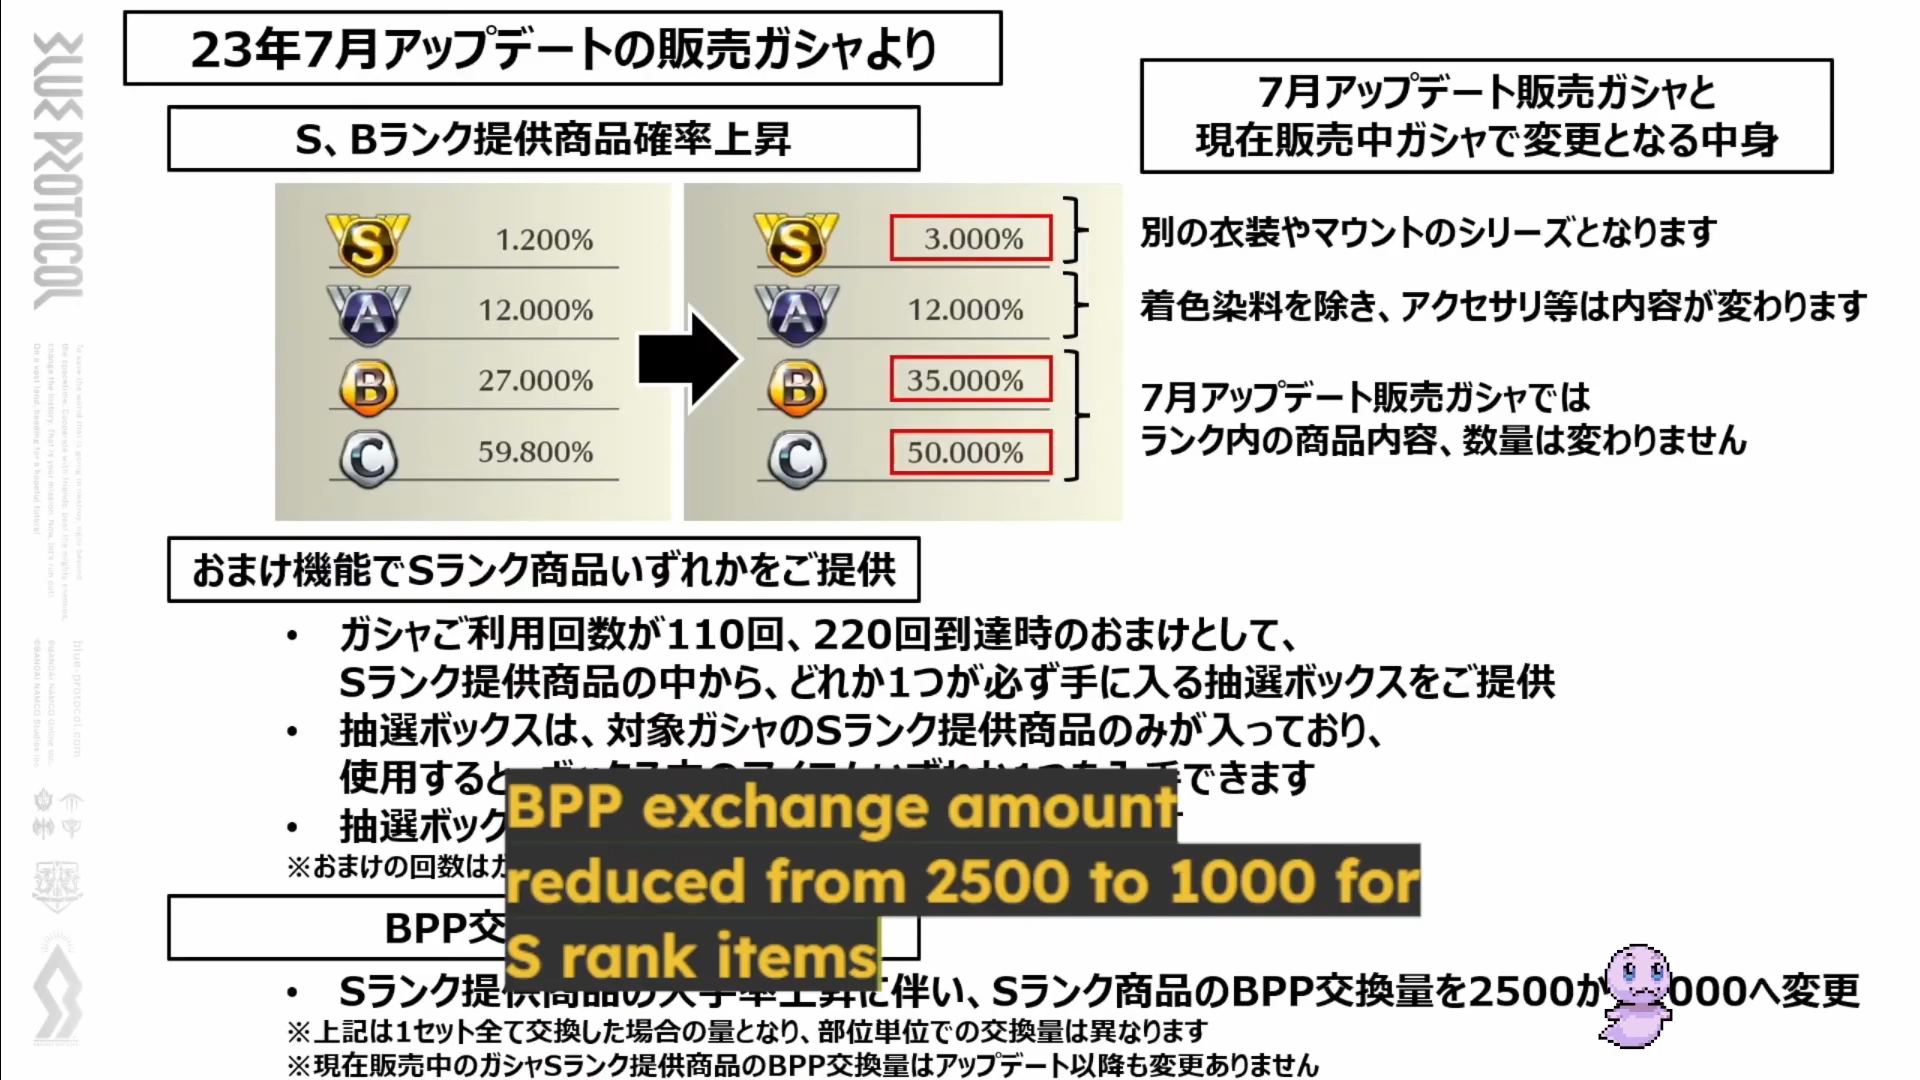 BLUE PROTOCOL
23年7月アップデートの販売ガシャより
S、Bランク提供商品確率上昇
7月アップデート販売ガシャと
現在販売中ガシャで変更となる中身
S 1.200%
A 12.000%
B 27.000%
C 59.800%
S 3.000%
A 12.000%
B 35.000%
C 50.000%
別の衣装やマウントのシリーズとなります
着色染料を除き、アクセサリ等は内容が変わります
7月アップデート販売ガシャでは
ランク内の商品内容、数量は変わりません
おまけ機能でSランク商品いずれかをご提供
• ガシャご利用回数が110回、220回到達時のおまけとして、
Sランク提供商品の中から、どれか1つが必ず手に入る抽選ボックスをご提供
• 抽選ボックスは、対象ガシャのSランク提供商品のみが入っており、
使用すると できます
• 抽選ボック
※おまけの回数は
BPP exchange amount
reduced from 2500 to 1000 for
S rank items
BPP交
• Sランク提 に伴い、Sランク商品のBPP交換量を2500か 000へ変更
※上記は1セット全て交換した場合の量となり、部位単位での交換量は異なります
※現在販売中のガシャSランク提供商品のBPP交換量はアップデート以降も変更ありません
blue-protocol.com